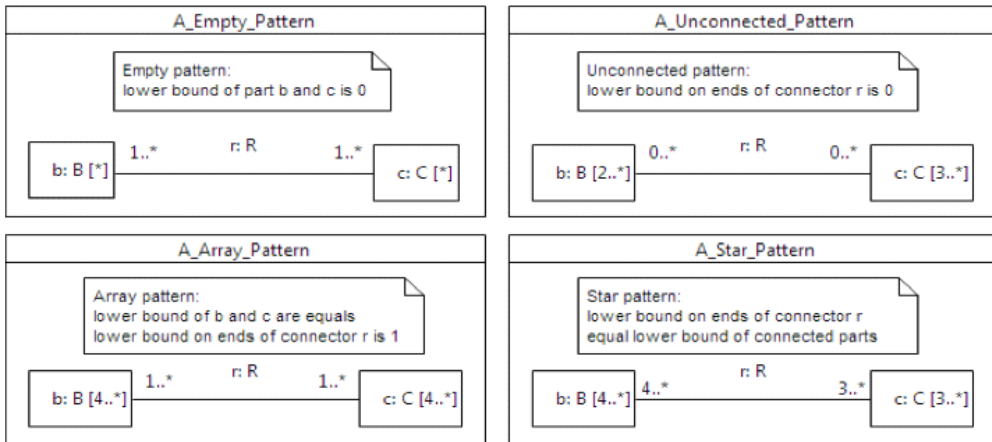 A_Empty_Pattern
Empty pattern:
lower bound of part b and c is 0
b: B [*]
1..*
r: R
1..*
c: C [*]
A_Unconnected_Pattern
Unconnected pattern:
lower bound on ends of connector r is 0
b: B [2..*]
0..*
r: R
0..*
c: C [3..*]
A_Array_Pattern
Array pattern:
lower bound of b and c are equals
lower bound on ends of connector r is 1
b: B [4..*]
1..*
r: R
1..*
c: C [4..*]
A_Star_Pattern
Star pattern:
lower bound on ends of connector r
equal lower bound of connected parts
b: B [4..*]
4..*
r: R
3..*
c: C [3..*]